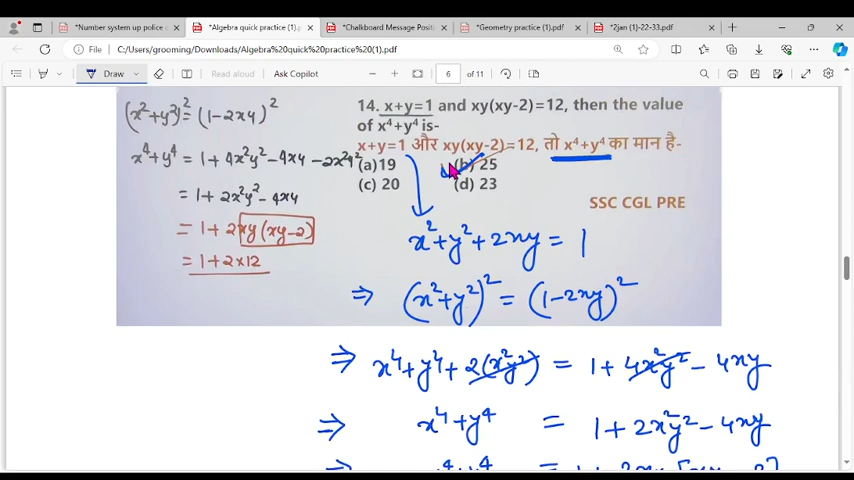 *Number system up police
*Algebra quick practice (1).pdf
*Chalkboard Message Posit
*Geometry practice (1).pdf
*2jan (1)-22-33.pdf
File
C:/Users/grooming/Downloads/Algebra%20quick%20practice%20(1).pdf
Draw
Read aloud
Ask Copilot
6
of 11
14. x+y=1 and xy(xy-2)=12, then the value
of x⁴+y⁴ is-
x+y=1 और xy(xy-2)=12, तो x⁴+y⁴ का मान है-
(a)19
(b) 25
(c) 20
(d) 23
SSC CGL PRE
(x²+y²)² = (1-2xy)²
x⁴+y⁴ = 1+4x²y²-4xy-2x²y²
= 1+2x²y²-4xy
= 1+2xy(xy-2)
= 1+2×12
x²+y²+2xy = 1
⇒ (x²+y²)² = (1-2xy)²
⇒ x⁴+y⁴+2(x²y²) = 1+4x²y²-4xy
⇒ x⁴+y⁴ = 1+2x²y²-4xy